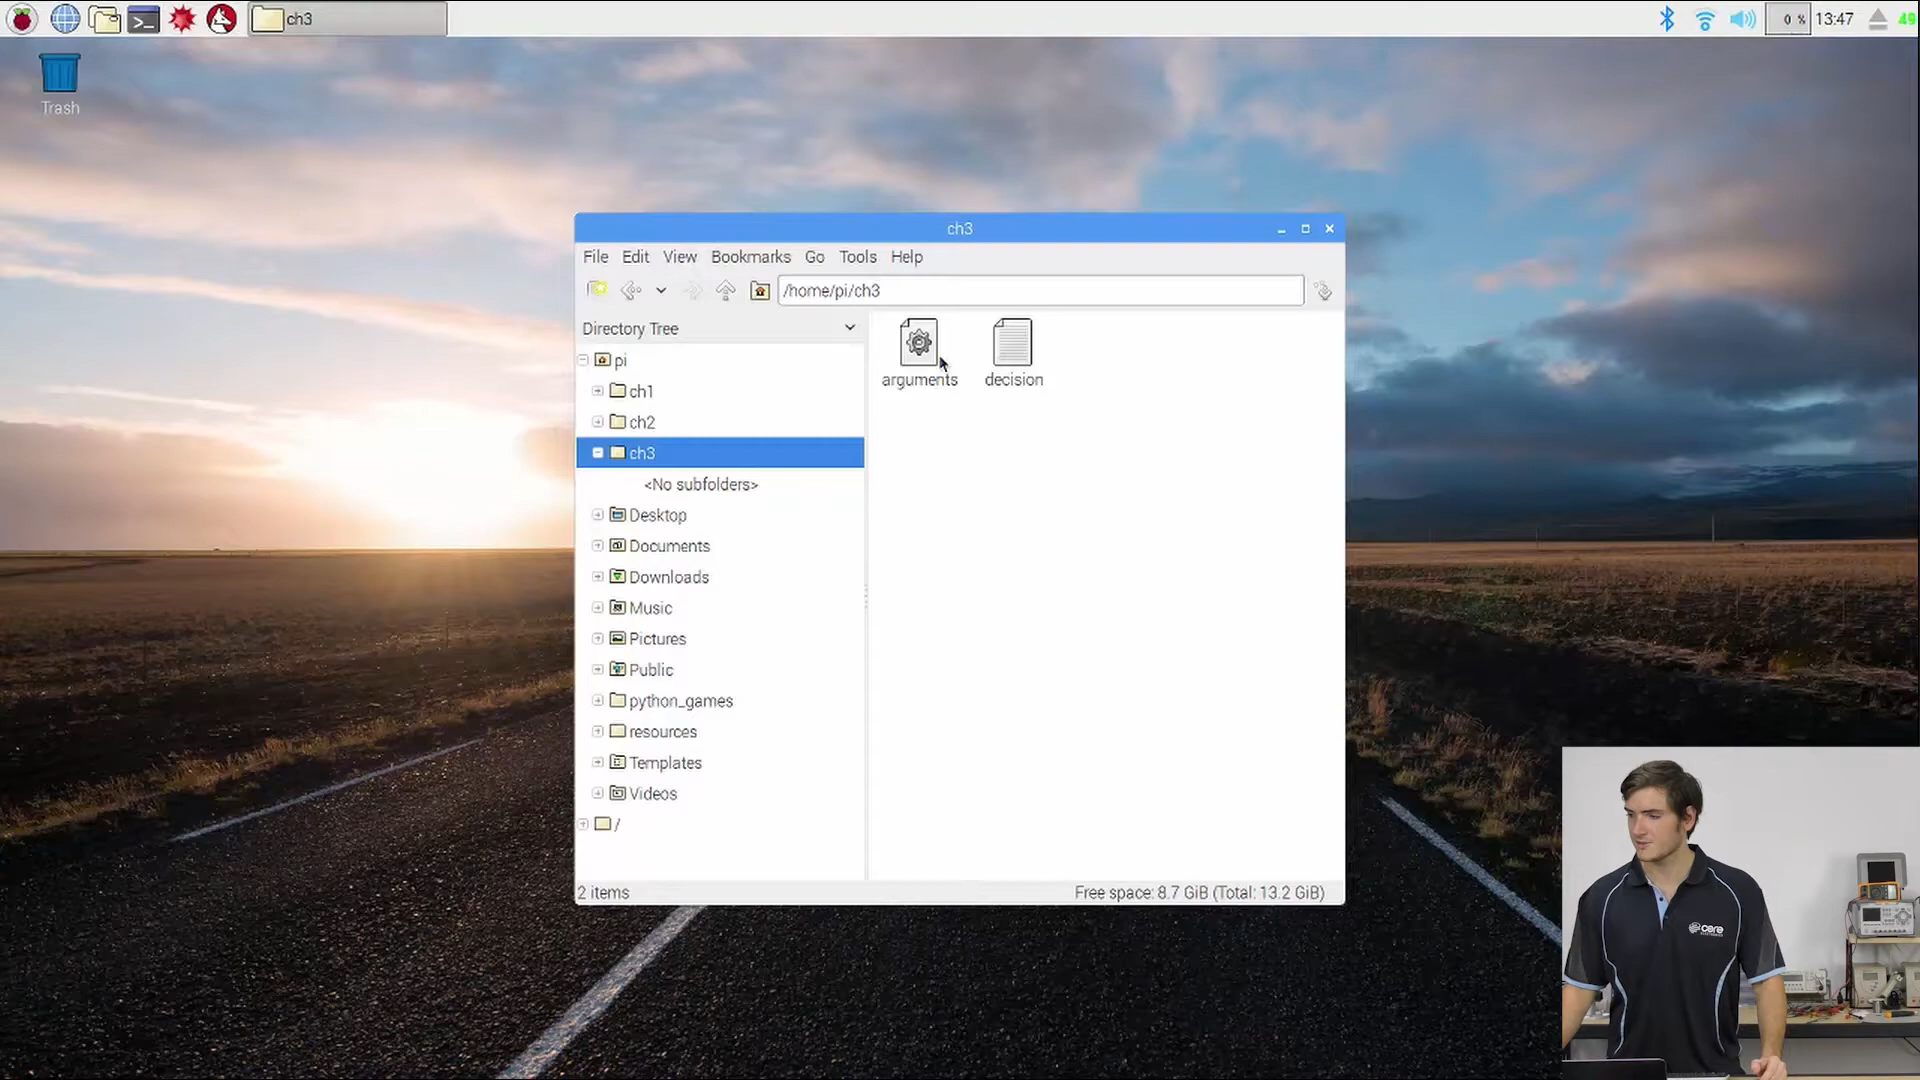 ch3
0 %
13:47
49
Trash
ch3
File Edit View Bookmarks Go Tools Help
/home/pi/ch3
Directory Tree
pi
ch1
ch2
ch3
<No subfolders>
Desktop
Documents
Downloads
Music
Pictures
Public
python_games
resources
Templates
Videos
/
arguments
decision
2 items
Free space: 8.7 GiB (Total: 13.2 GiB)
core